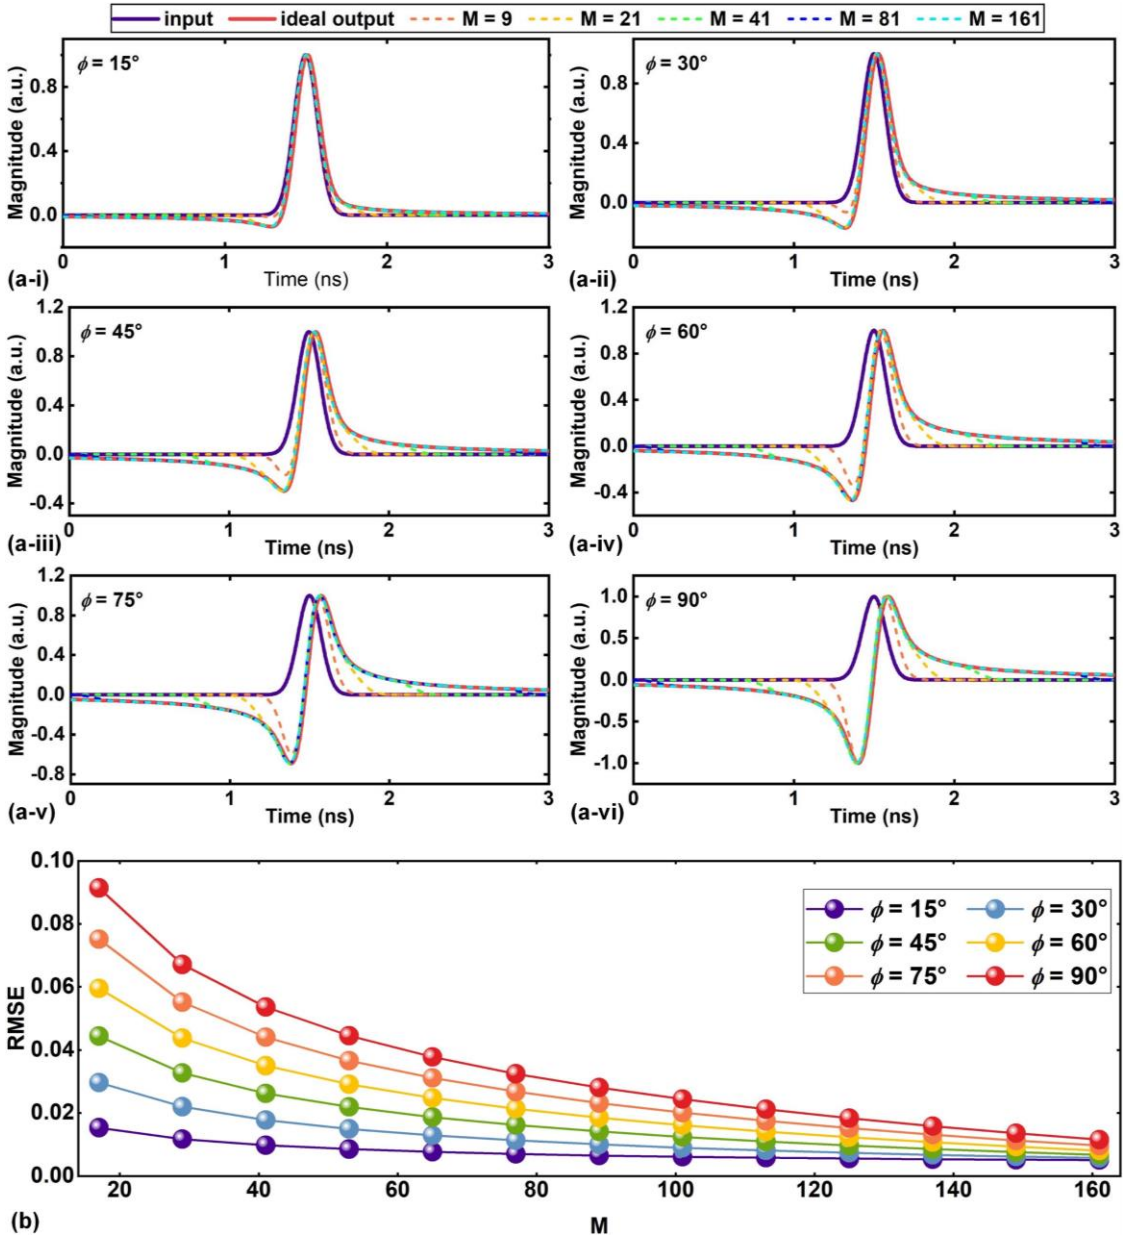 input ideal output M = 9 M = 21 M = 41 M = 81 M = 161
ϕ = 15°
Magnitude (a.u.)
0.8
0.4
0.0
0 1 2 3
Time (ns)
(a-i)
ϕ = 30°
Magnitude (a.u.)
0.8
0.4
0.0
0 1 2 3
Time (ns)
(a-ii)
ϕ = 45°
Magnitude (a.u.)
1.2
0.8
0.4
0.0
-0.4
0 1 2 3
Time (ns)
(a-iii)
ϕ = 60°
Magnitude (a.u.)
1.2
0.8
0.4
0.0
-0.4
0 1 2 3
Time (ns)
(a-iv)
ϕ = 75°
Magnitude (a.u.)
1.2
0.8
0.4
0.0
-0.4
-0.8
0 1 2 3
Time (ns)
(a-v)
ϕ = 90°
Magnitude (a.u.)
1.0
0.5
0.0
-0.5
-1.0
0 1 2 3
Time (ns)
(a-vi)
RMSE
0.10
0.08
0.06
0.04
0.02
0.00
ϕ = 15° ϕ = 30°
ϕ = 45° ϕ = 60°
ϕ = 75° ϕ = 90°
20 40 60 80 100 120 140 160
M
(b)